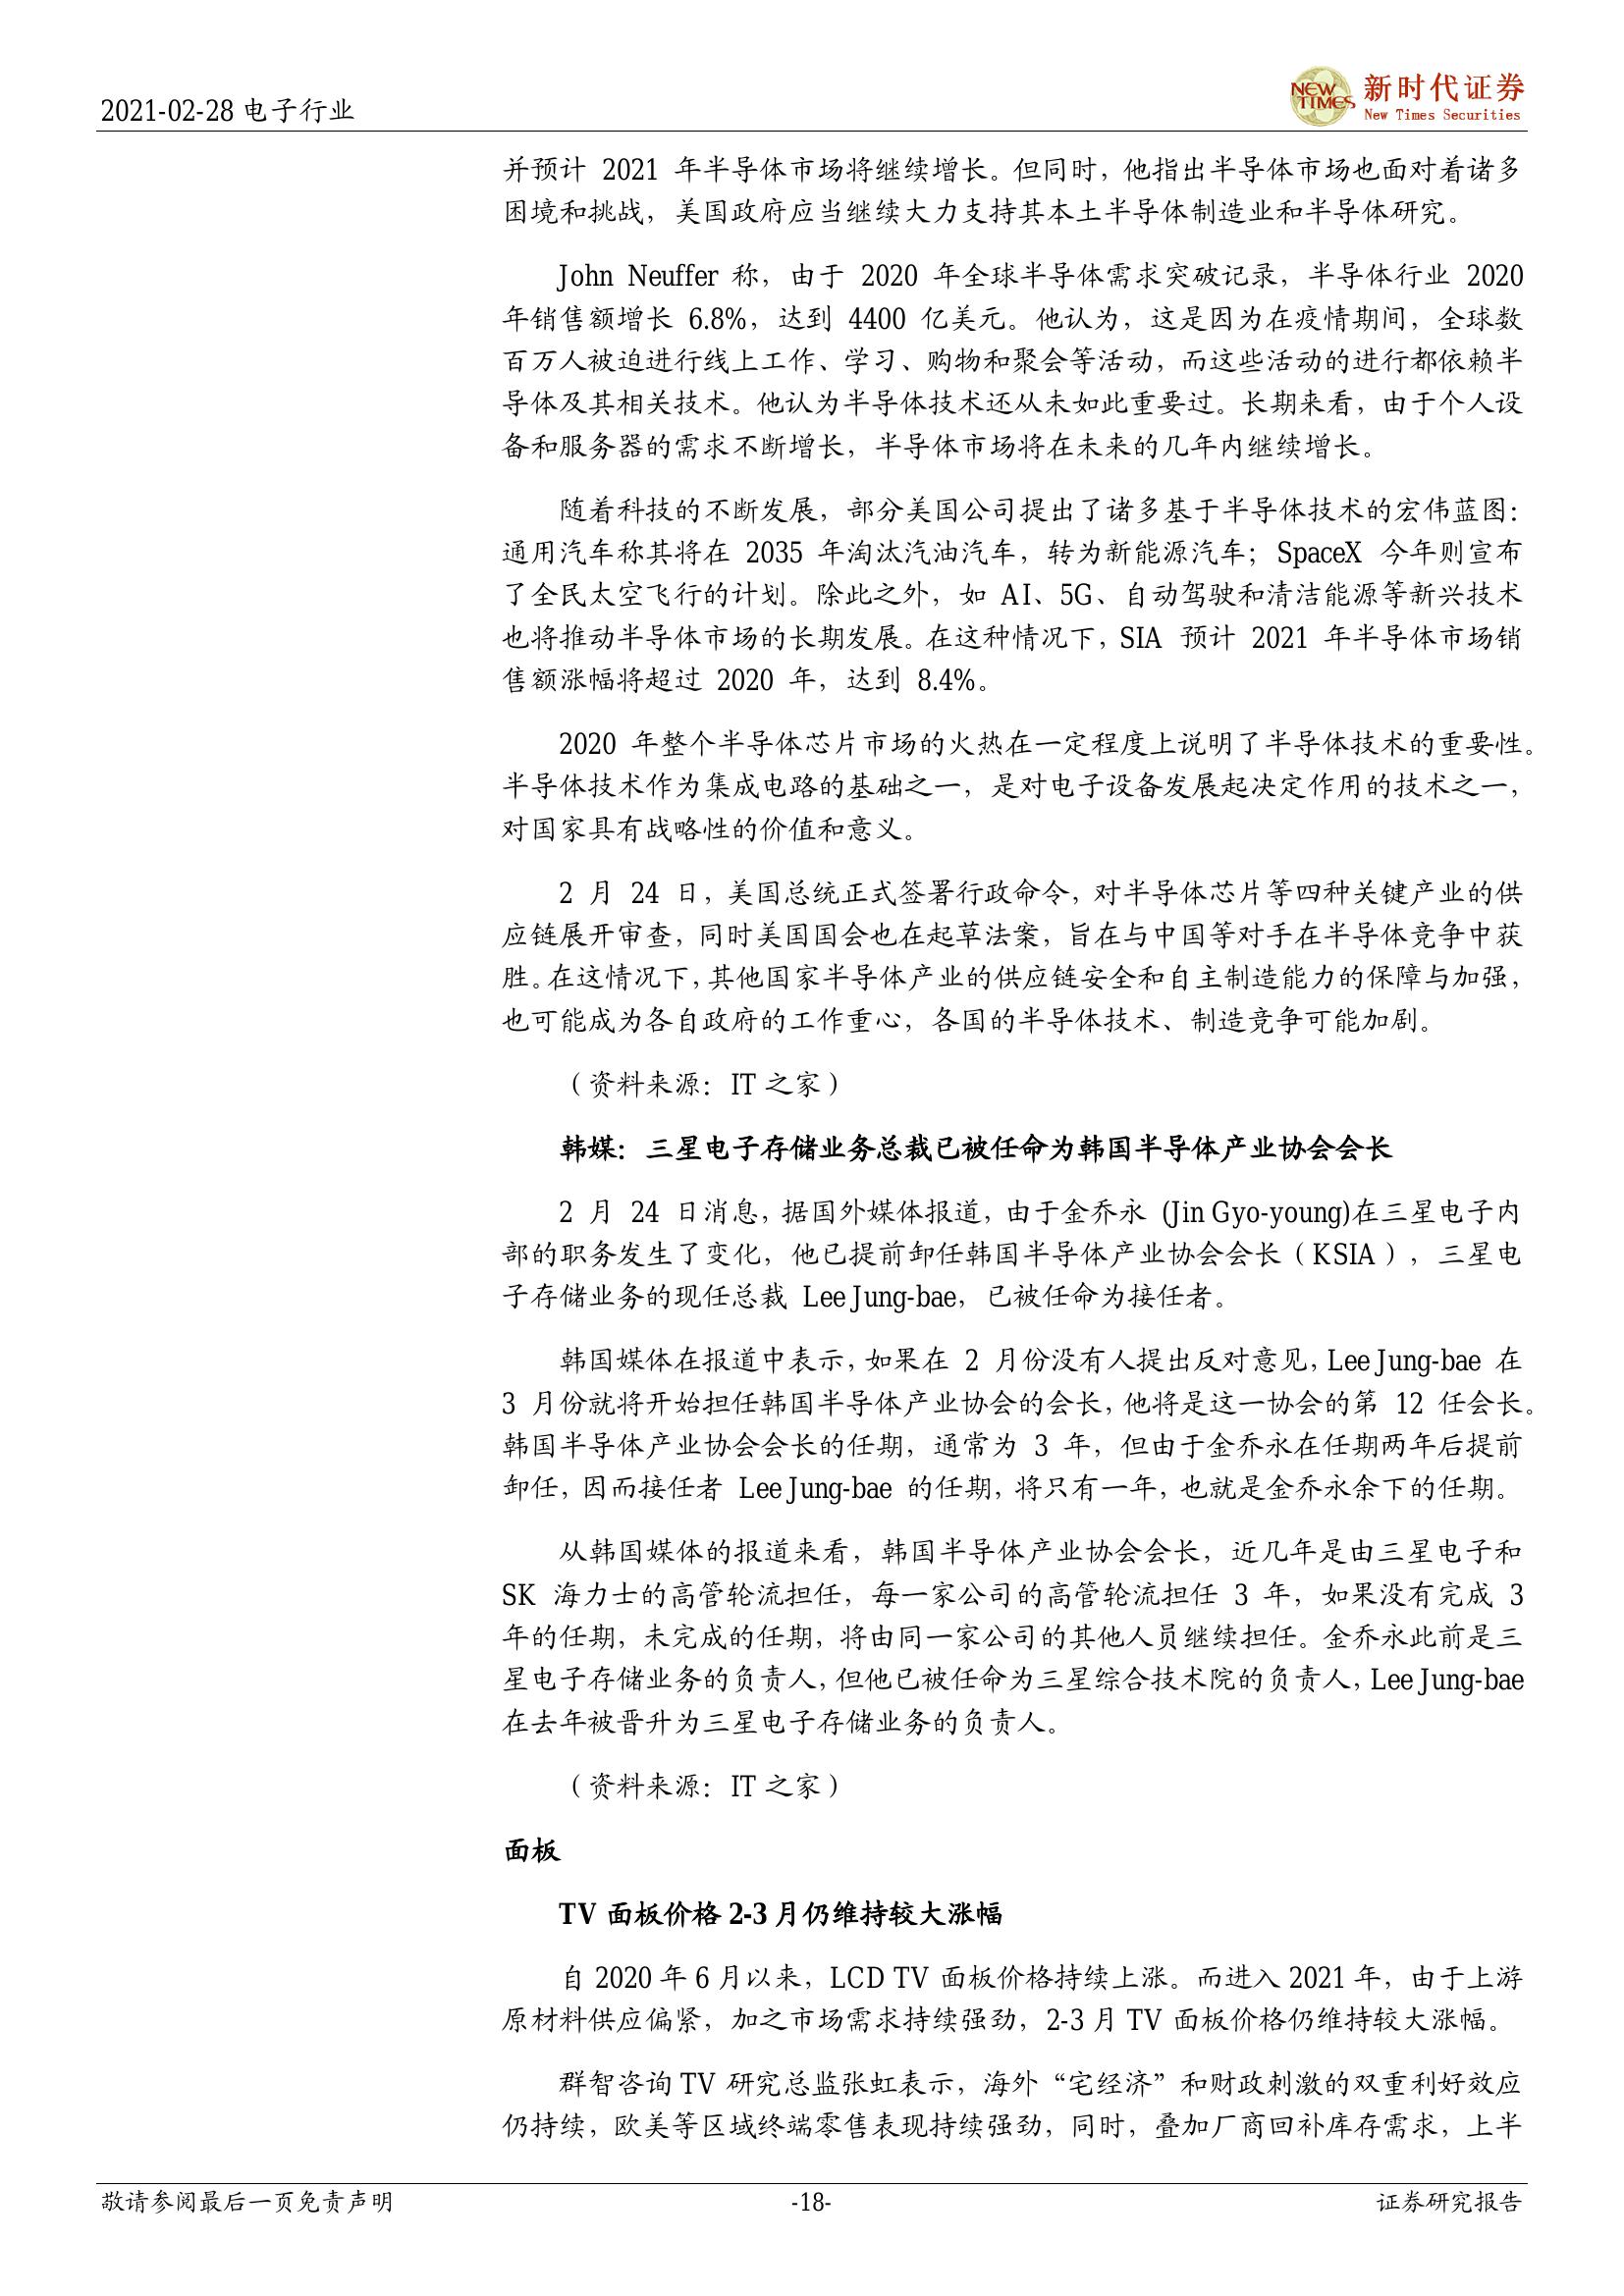 2021-02-28 电子行业
NEW TIMES 新时代证券
New Times Securities
并预计 2021 年半导体市场将继续增长。但同时，他指出半导体市场也面对着诸多
困境和挑战，美国政府应当继续大力支持其本土半导体制造业和半导体研究。
John Neuffer 称，由于 2020 年全球半导体需求突破记录，半导体行业 2020
年销售额增长 6.8%，达到 4400 亿美元。他认为，这是因为在疫情期间，全球数
百万人被迫进行线上工作、学习、购物和聚会等活动，而这些活动的进行都依赖半
导体及其相关技术。他认为半导体技术还从未如此重要过。长期来看，由于个人设
备和服务器的需求不断增长，半导体市场将在未来的几年内继续增长。
随着科技的不断发展，部分美国公司提出了诸多基于半导体技术的宏伟蓝图：
通用汽车称其将在 2035 年淘汰汽油汽车，转为新能源汽车；SpaceX 今年则宣布
了全民太空飞行的计划。除此之外，如 AI、5G、自动驾驶和清洁能源等新兴技术
也将推动半导体市场的长期发展。在这种情况下，SIA 预计 2021 年半导体市场销
售额涨幅将超过 2020 年，达到 8.4%。
2020 年整个半导体芯片市场的火热在一定程度上说明了半导体技术的重要性。
半导体技术作为集成电路的基础之一，是对电子设备发展起决定作用的技术之一，
对国家具有战略性的价值和意义。
2 月 24 日，美国总统正式签署行政命令，对半导体芯片等四种关键产业的供
应链展开审查，同时美国国会也在起草法案，旨在与中国等对手在半导体竞争中获
胜。在这情况下，其他国家半导体产业的供应链安全和自主制造能力的保障与加强，
也可能成为各自政府的工作重心，各国的半导体技术、制造竞争可能加剧。
（资料来源：IT 之家）
韩媒：三星电子存储业务总裁已被任命为韩国半导体产业协会会长
2 月 24 日消息，据国外媒体报道，由于金乔永 (Jin Gyo-young)在三星电子内
部的职务发生了变化，他已提前卸任韩国半导体产业协会会长（KSIA），三星电
子存储业务的现任总裁 Lee Jung-bae，已被任命为接任者。
韩国媒体在报道中表示，如果在 2 月份没有人提出反对意见，Lee Jung-bae 在
3 月份就将开始担任韩国半导体产业协会的会长，他将是这一协会的第 12 任会长。
韩国半导体产业协会会长的任期，通常为 3 年，但由于金乔永在任期两年后提前
卸任，因而接任者 Lee Jung-bae 的任期，将只有一年，也就是金乔永余下的任期。
从韩国媒体的报道来看，韩国半导体产业协会会长，近几年是由三星电子和
SK 海力士的高管轮流担任，每一家公司的高管轮流担任 3 年，如果没有完成 3
年的任期，未完成的任期，将由同一家公司的其他人员继续担任。金乔永此前是三
星电子存储业务的负责人，但他已被任命为三星综合技术院的负责人，Lee Jung-bae
在去年被晋升为三星电子存储业务的负责人。
（资料来源：IT 之家）
面板
TV 面板价格 2-3 月仍维持较大涨幅
自 2020 年 6 月以来，LCD TV 面板价格持续上涨。而进入 2021 年，由于上游
原材料供应偏紧，加之市场需求持续强劲，2-3 月 TV 面板价格仍维持较大涨幅。
群智咨询 TV 研究总监张虹表示，海外“宅经济”和财政刺激的双重利好效应
仍持续，欧美等区域终端零售表现持续强劲，同时，叠加厂商回补库存需求，上半
敬请参阅最后一页免责声明
-18-
证券研究报告